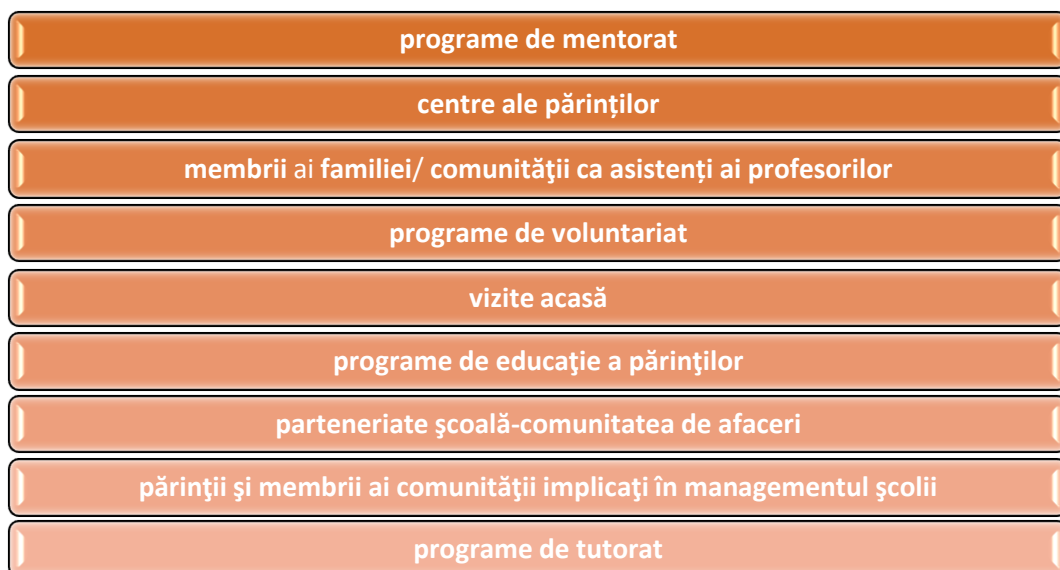 programe de mentorat
centre ale părinților
membrii ai familiei/ comunităţii ca asistenți ai profesorilor
programe de voluntariat
vizite acasă
programe de educaţie a părinţilor
parteneriate şcoală-comunitatea de afaceri
părinţii şi membrii ai comunităţii implicaţi în managementul şcolii
programe de tutorat